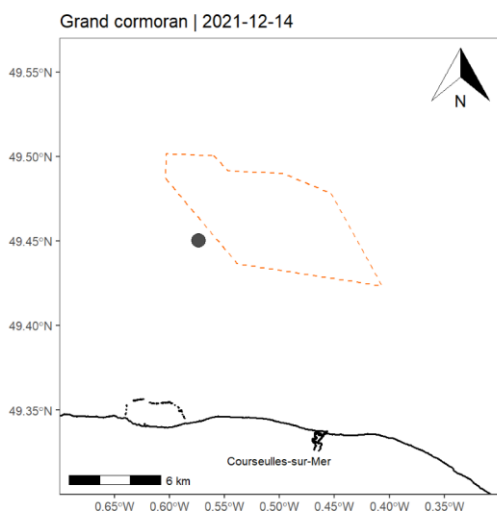 Grand cormoran | 2021-12-14
49.55°N
N
49.50°N
49.45°N
49.40°N
49.35°N
Courseulles-sur-Mer
6 km
0.65°W 0.60°W 0.55°W 0.50°W 0.45°W 0.40°W 0.35°W